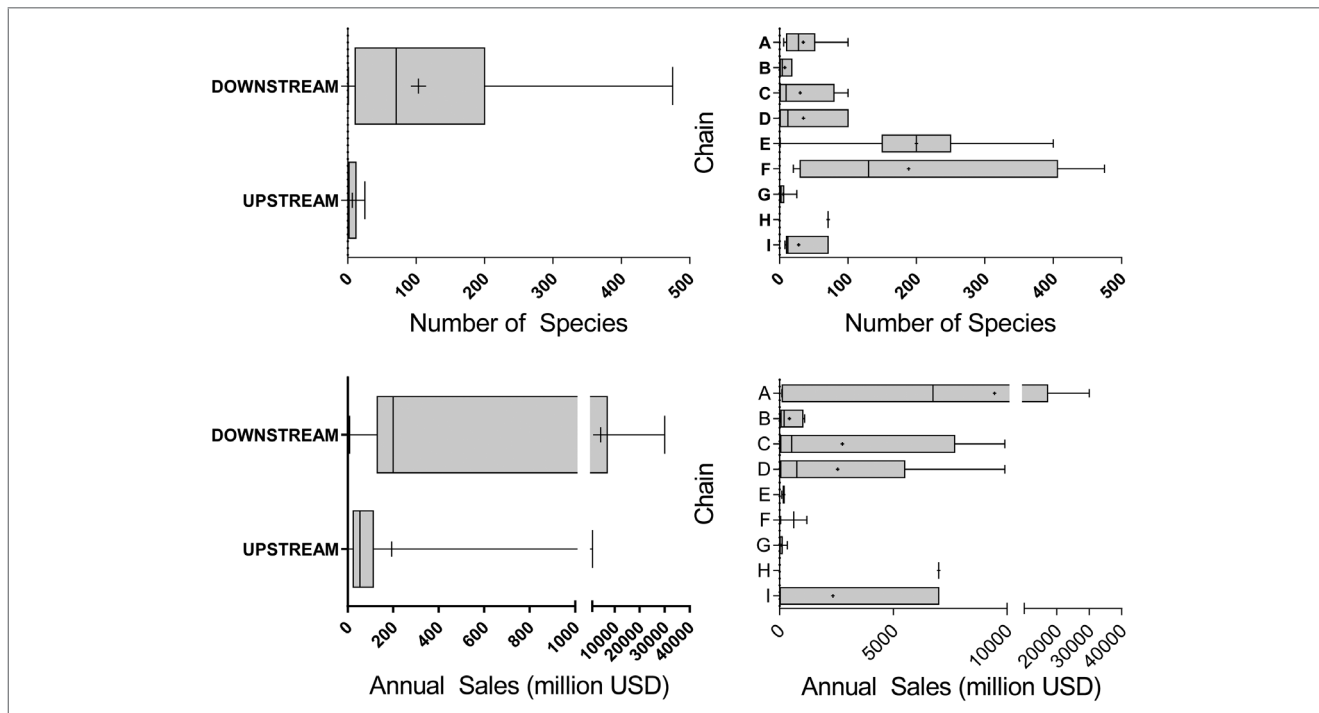 DOWNSTREAM
UPSTREAM
0 100 200 300 400 500
Number of Species
Chain
A
B
C
D
E
F
G
H
I
0 100 200 300 400 500
Number of Species
DOWNSTREAM
UPSTREAM
0 200 400 600 800 1000 10000 20000 30000 40000
Annual Sales (million USD)
Chain
A
B
C
D
E
F
G
H
I
0 5000 10000 20000 30000 40000
Annual Sales (million USD)